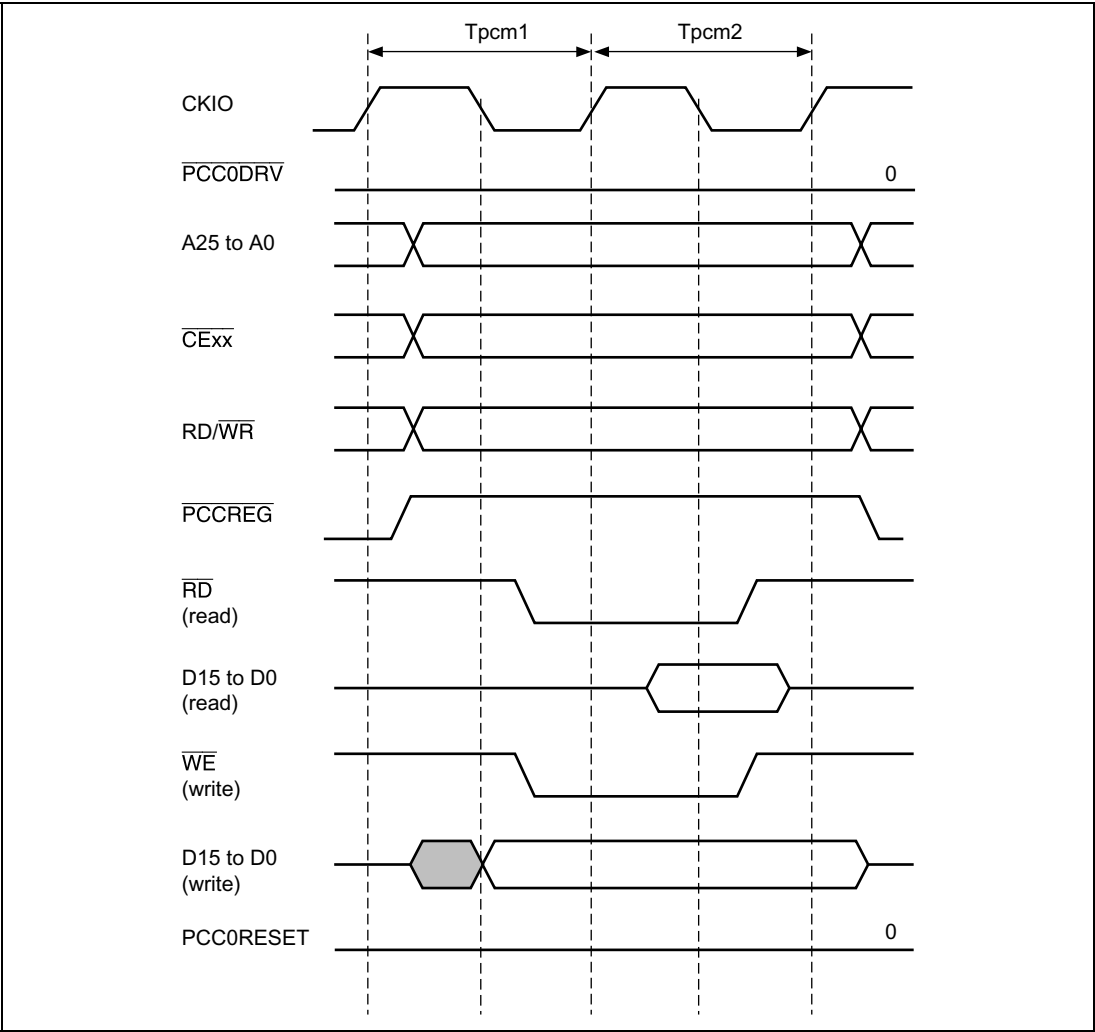 Tpcm1 Tpcm2
CKIO
PCC0DRV 0
A25 to A0
CExx
RD/WR
PCCREG
RD
(read)
D15 to D0
(read)
WE
(write)
D15 to D0
(write)
PCC0RESET 0